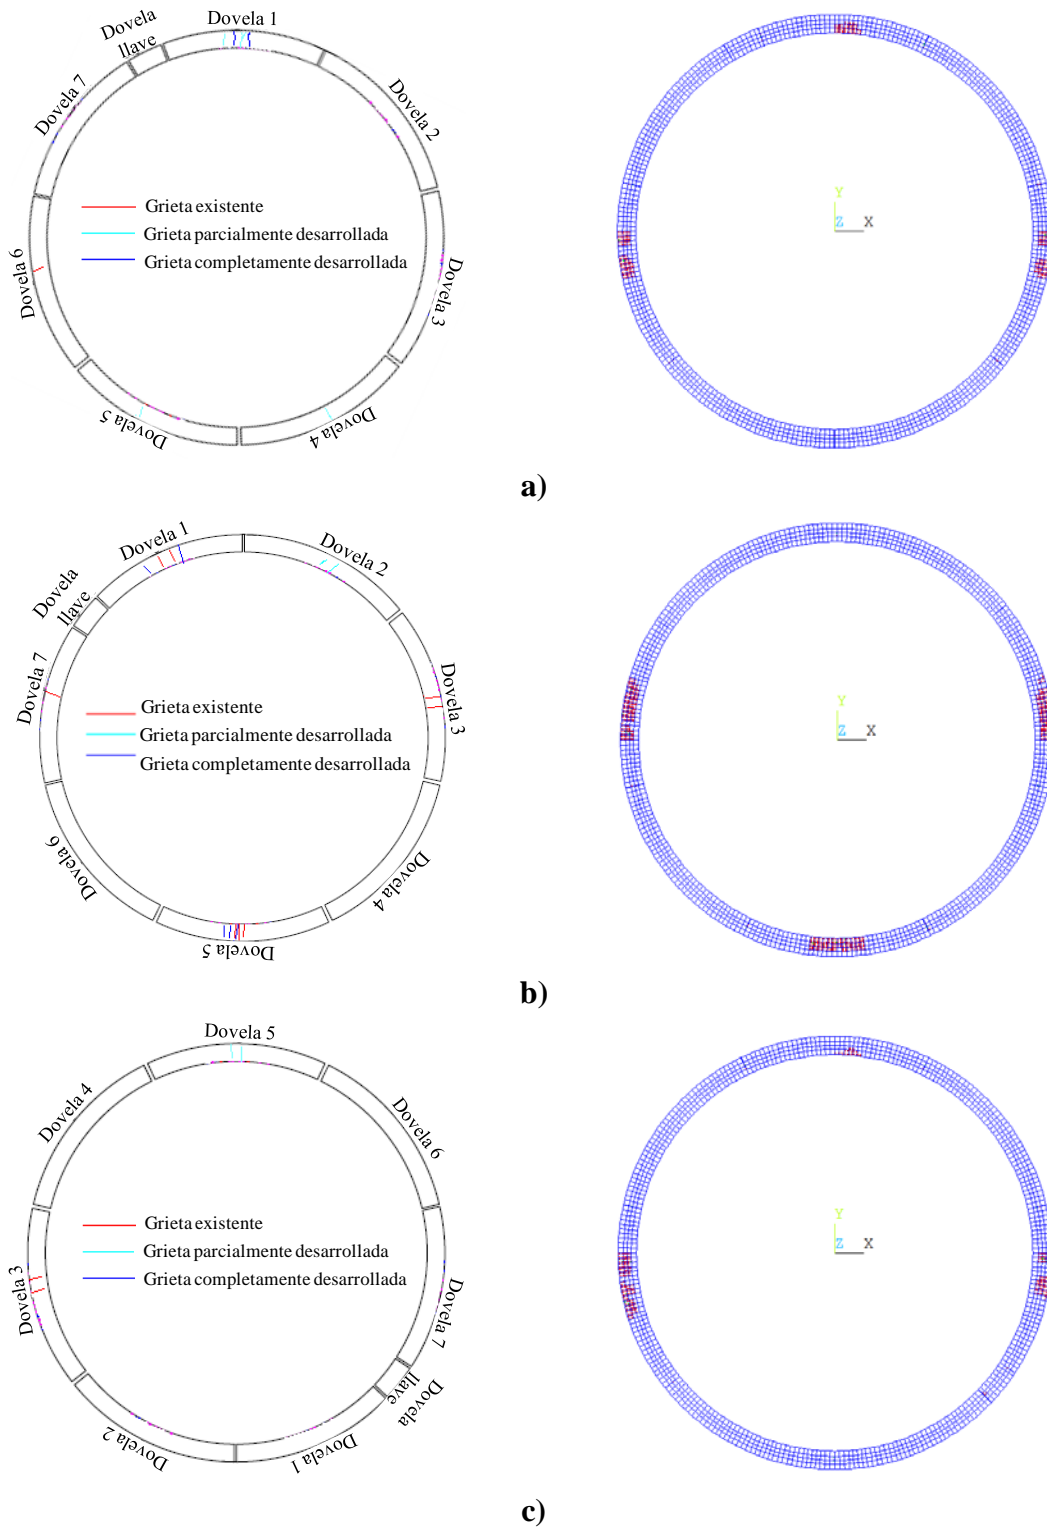 Dovela 1
Dovela
llave
Dovela 7
Dovela 2
Grieta existente
Grieta parcialmente desarrollada
Grieta completamente desarrollada
Dovela 6
Dovela 3
Dovela 5
Dovela 4
Y
Z X
a)
Dovela 1
Dovela 2
Dovela
llave
Dovela 7
Dovela 3
Grieta existente
Grieta parcialmente desarrollada
Grieta completamente desarrollada
Dovela 6
Dovela 4
Dovela 5
Y
Z X
b)
Dovela 5
Dovela 4
Dovela 6
Grieta existente
Grieta parcialmente desarrollada
Grieta completamente desarrollada
Dovela 3
Dovela 7
Dovela
llave
Dovela 2
Dovela 1
Y
Z X
c)